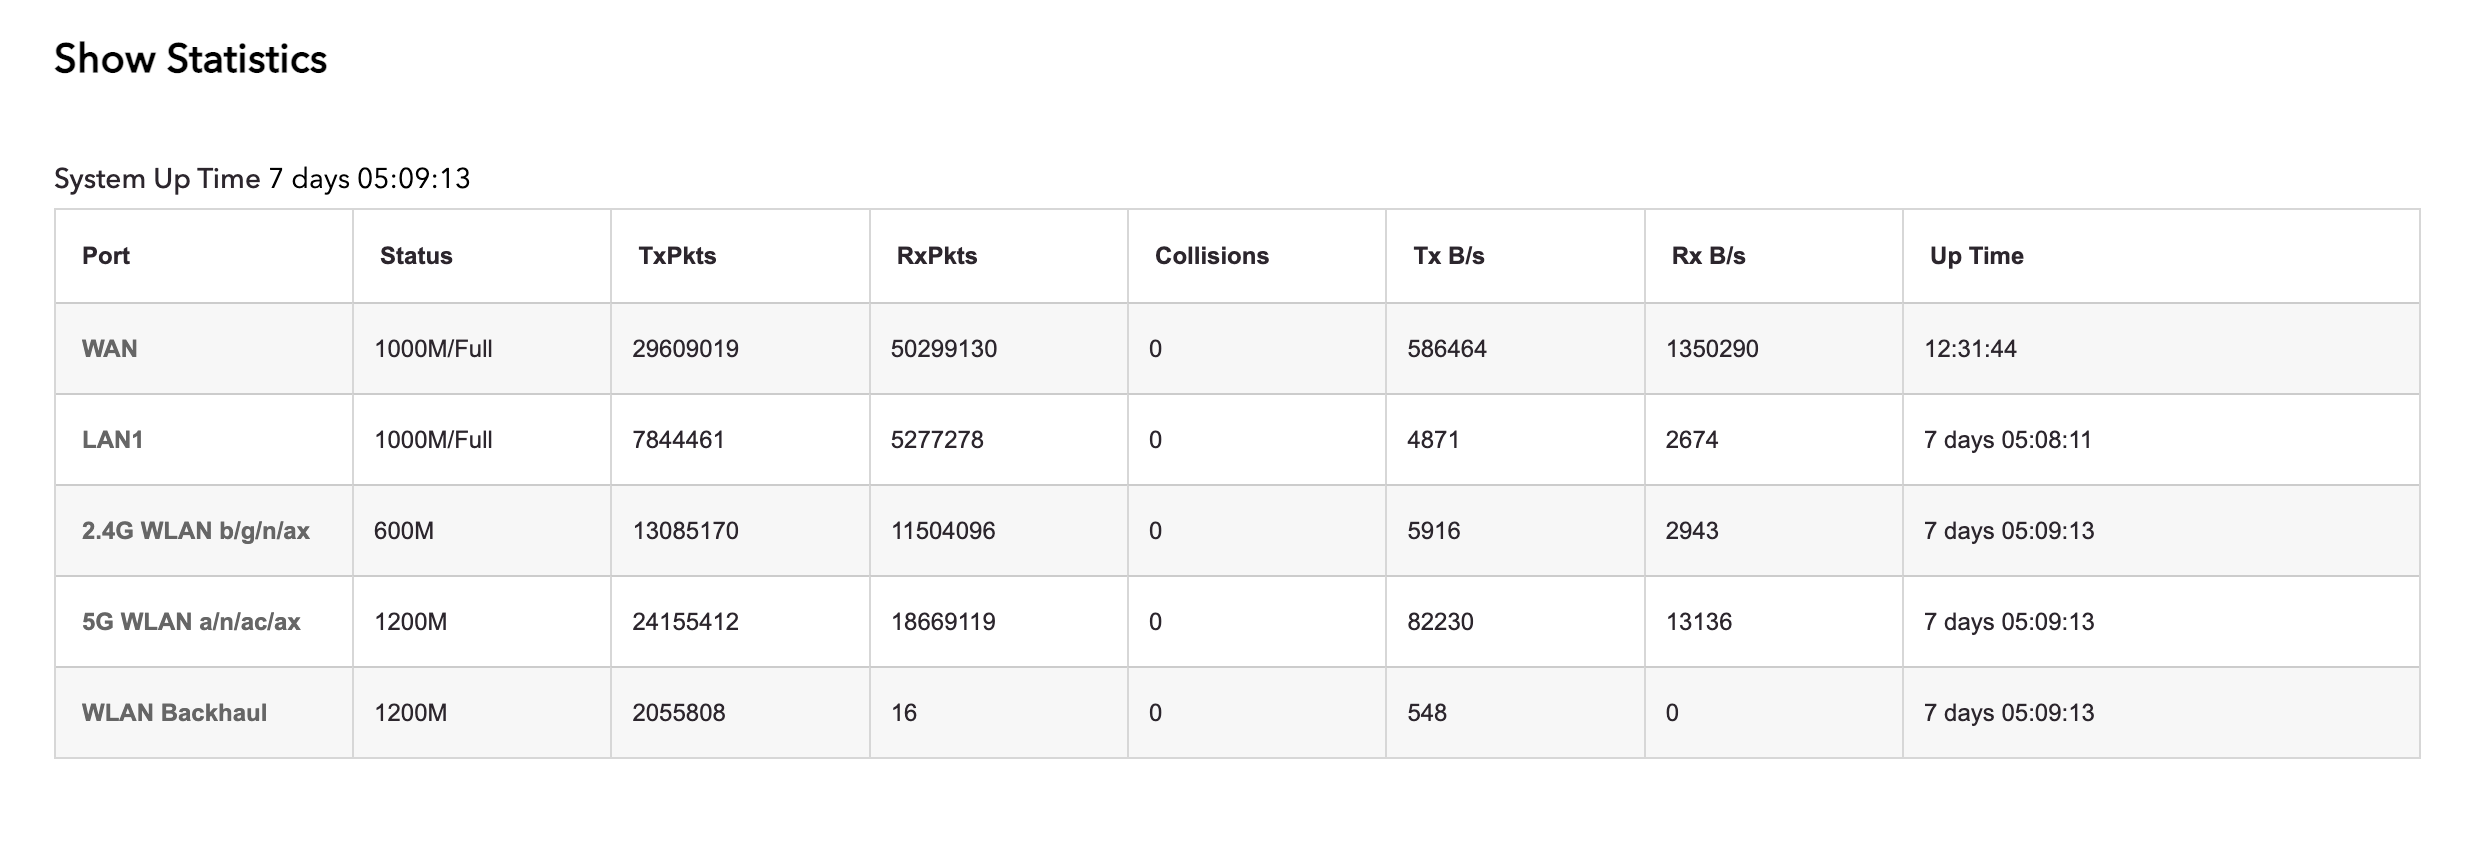 Show Statistics
System Up Time 7 days 05:09:13
Port Status TxPkts RxPkts Collisions Tx B/s Rx B/s Up Time
WAN 1000M/Full 29609019 50299130 0 586464 1350290 12:31:44
LAN1 1000M/Full 7844461 5277278 0 4871 2674 7 days 05:08:11
2.4G WLAN b/g/n/ax 600M 13085170 11504096 0 5916 2943 7 days 05:09:13
5G WLAN a/n/ac/ax 1200M 24155412 18669119 0 82230 13136 7 days 05:09:13
WLAN Backhaul 1200M 2055808 16 0 548 0 7 days 05:09:13